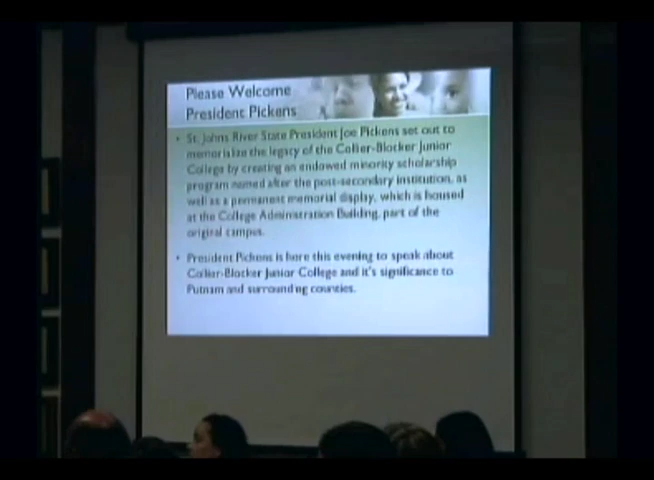 Please Welcome
President Pickens
• St. Johns River State President Joe Pickens set out to
memorialize the legacy of the Collier-Blocker Junior
College by creating an endowed minority scholarship
program named after the post-secondary institution, as
well as a permanent memorial display, which is housed
at the College Administration Building, part of the
original campus.
• President Pickens is here this evening to speak about
Collier-Blocker Junior College and it's significance to
Putnam and surrounding counties.